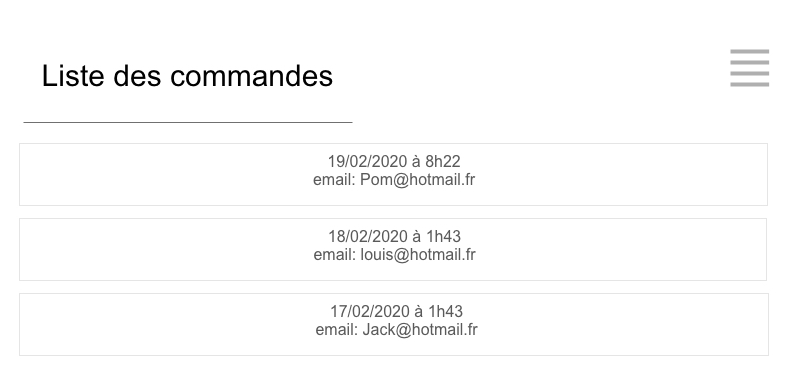 Liste des commandes
19/02/2020 à 8h22
email: Pom@hotmail.fr
18/02/2020 à 1h43
email: louis@hotmail.fr
17/02/2020 à 1h43
email: Jack@hotmail.fr